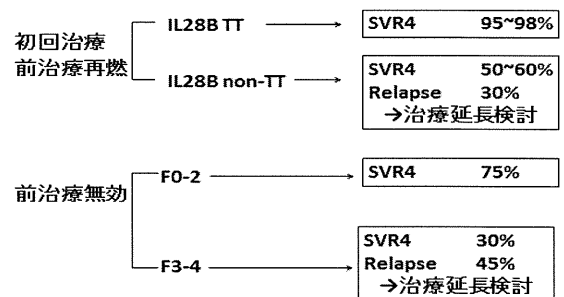 初回治療
前治療再燃
IL28B TT
SVR4 95~98%
IL28B non-TT
SVR4 50~60%
Relapse 30%
→治療延長検討
前治療無効
F0-2
SVR4 75%
F3-4
SVR4 30%
Relapse 45%
→治療延長検討